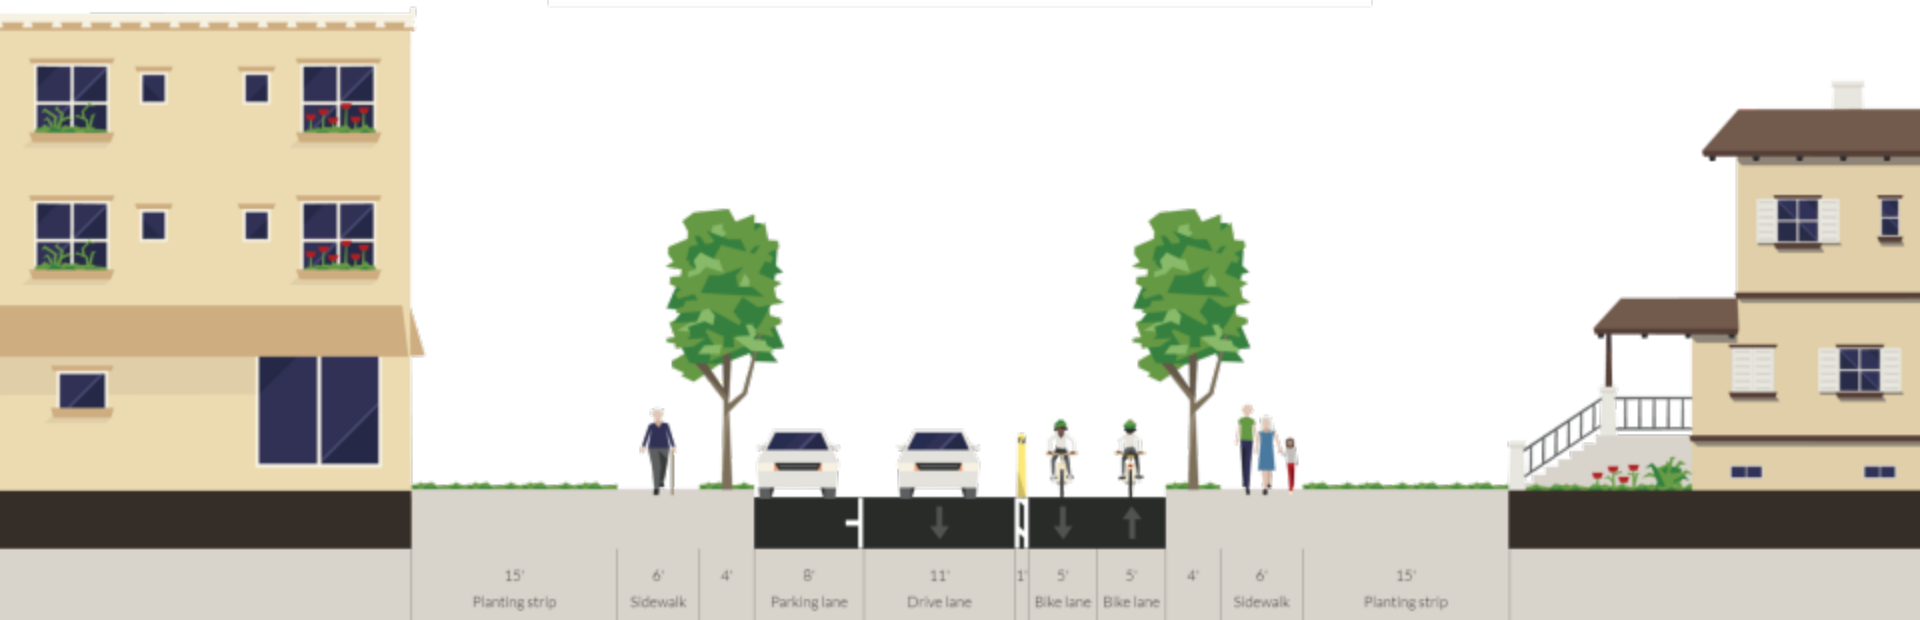 15' 6' 4' 8' 11' 1' 5' 5' 4' 6' 15'
Planting strip Sidewalk Parking lane Drive lane Bike lane Bike lane Sidewalk Planting strip